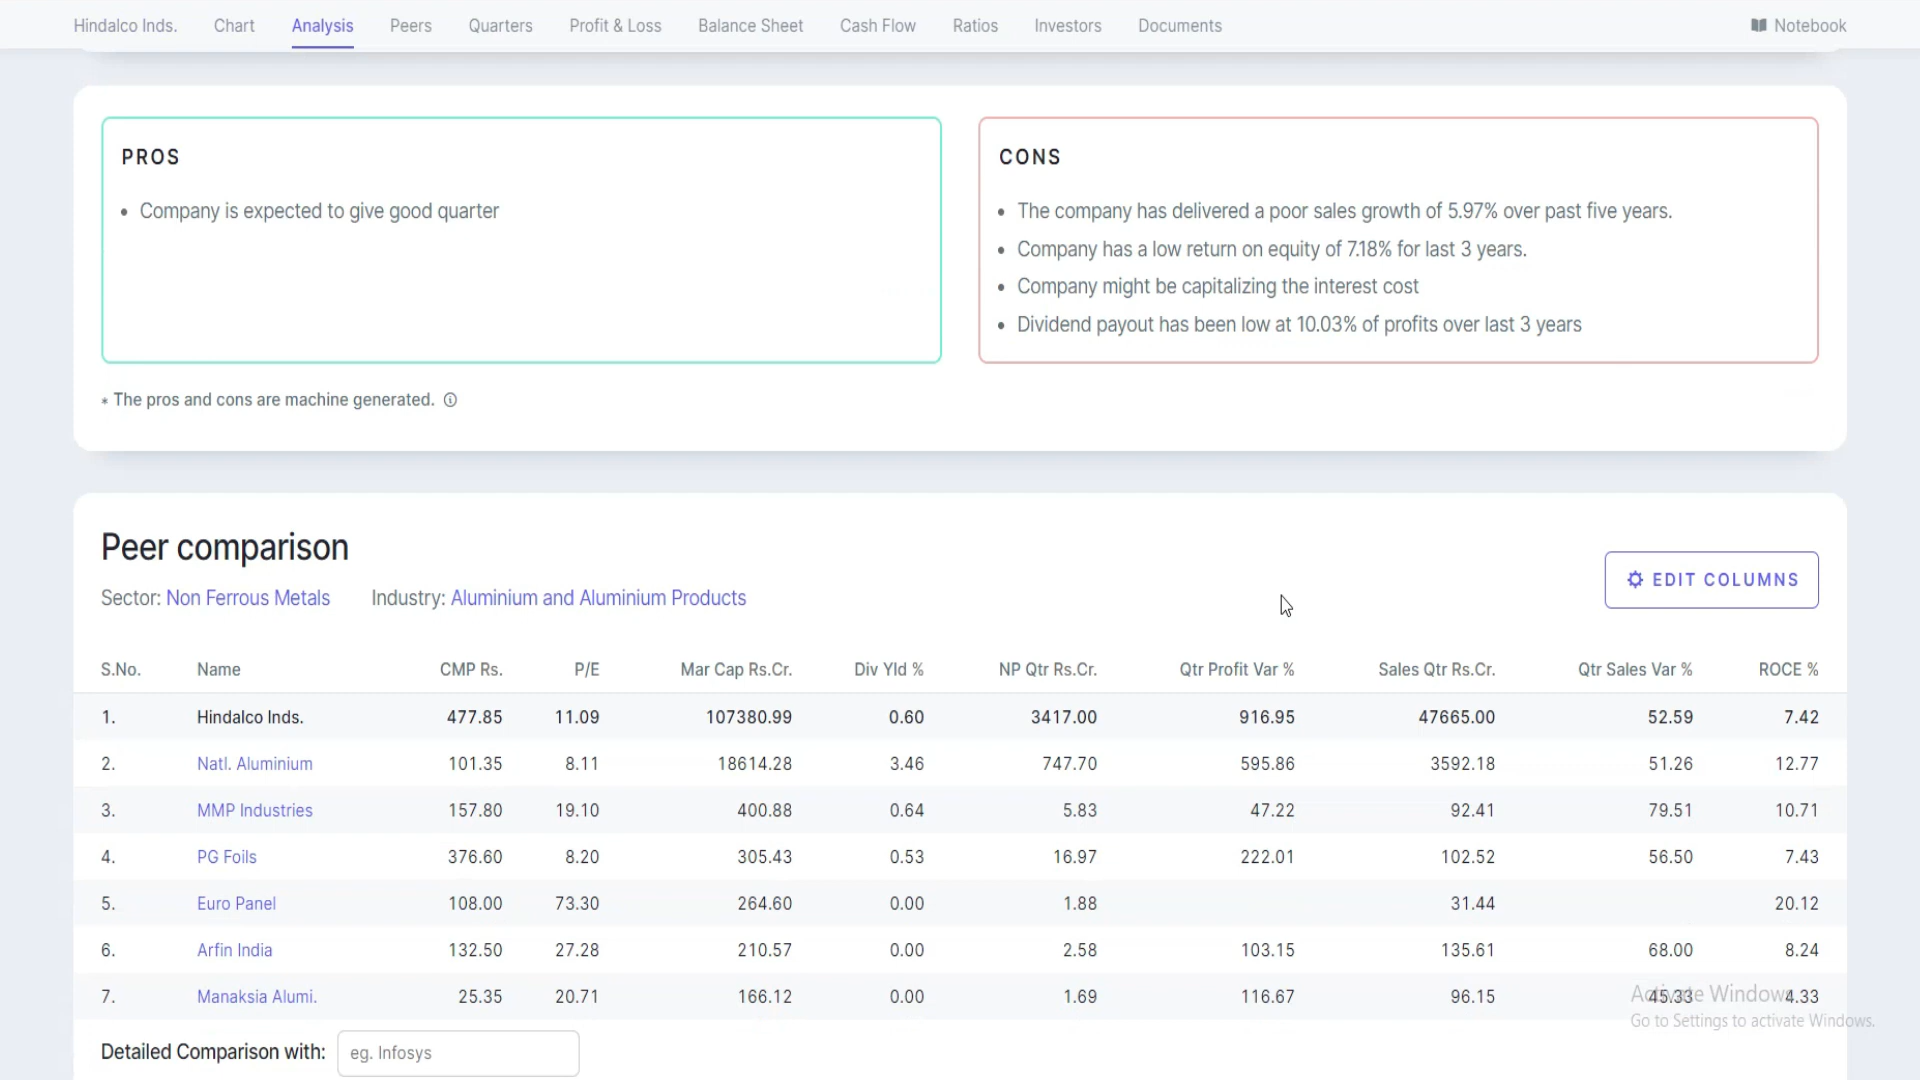 Hindalco Inds. Chart Analysis Peers Quarters Profit & Loss Balance Sheet Cash Flow Ratios Investors Documents Notebook
PROS
• Company is expected to give good quarter
CONS
• The company has delivered a poor sales growth of 5.97% over past five years.
• Company has a low return on equity of 7.18% for last 3 years.
• Company might be capitalizing the interest cost
• Dividend payout has been low at 10.03% of profits over last 3 years
* The pros and cons are machine generated.
Peer comparison
EDIT COLUMNS
Sector: Non Ferrous Metals Industry: Aluminium and Aluminium Products
S.No. Name CMP Rs. P/E Mar Cap Rs.Cr. Div Yld % NP Qtr Rs.Cr. Qtr Profit Var % Sales Qtr Rs.Cr. Qtr Sales Var % ROCE %
1. Hindalco Inds. 477.85 11.09 107380.99 0.60 3417.00 916.95 47665.00 52.59 7.42
2. Natl. Aluminium 101.35 8.11 18614.28 3.46 747.70 595.86 3592.18 51.26 12.77
3. MMP Industries 157.80 19.10 400.88 0.64 5.83 47.22 92.41 79.51 10.71
4. PG Foils 376.60 8.20 305.43 0.53 16.97 222.01 102.52 56.50 7.43
5. Euro Panel 108.00 73.30 264.60 0.00 1.88 31.44 20.12
6. Arfin India 132.50 27.28 210.57 0.00 2.58 103.15 135.61 68.00 8.24
7. Manaksia Alumi. 25.35 20.71 166.12 0.00 1.69 116.67 96.15 45.33 4.33
Activate Windows
Go to Settings to activate Windows.
Detailed Comparison with: eg. Infosys